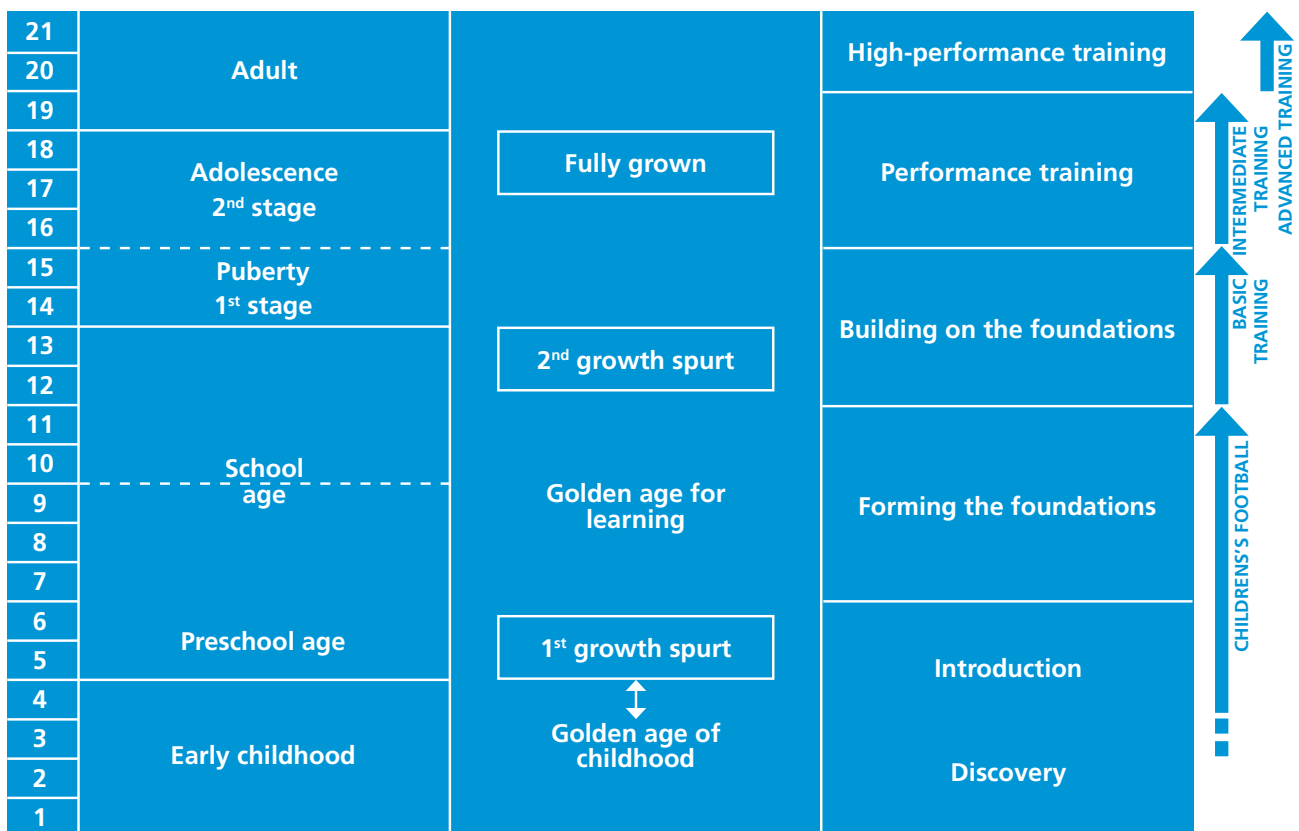 21
20
19
18
17
16
15
14
13
12
11
10
9
8
7
6
5
4
3
2
1
Adult
Adolescence
2nd stage
Puberty
1st stage
School
age
Preschool age
Early childhood
Fully grown
2nd growth spurt
Golden age for
learning
1st growth spurt
Golden age of
childhood
High-performance training
Performance training
Building on the foundations
Forming the foundations
Introduction
Discovery
ADVANCED TRAINING
INTERMEDIATE
TRAINING
BASIC
TRAINING
CHILDRENS'S FOOTBALL